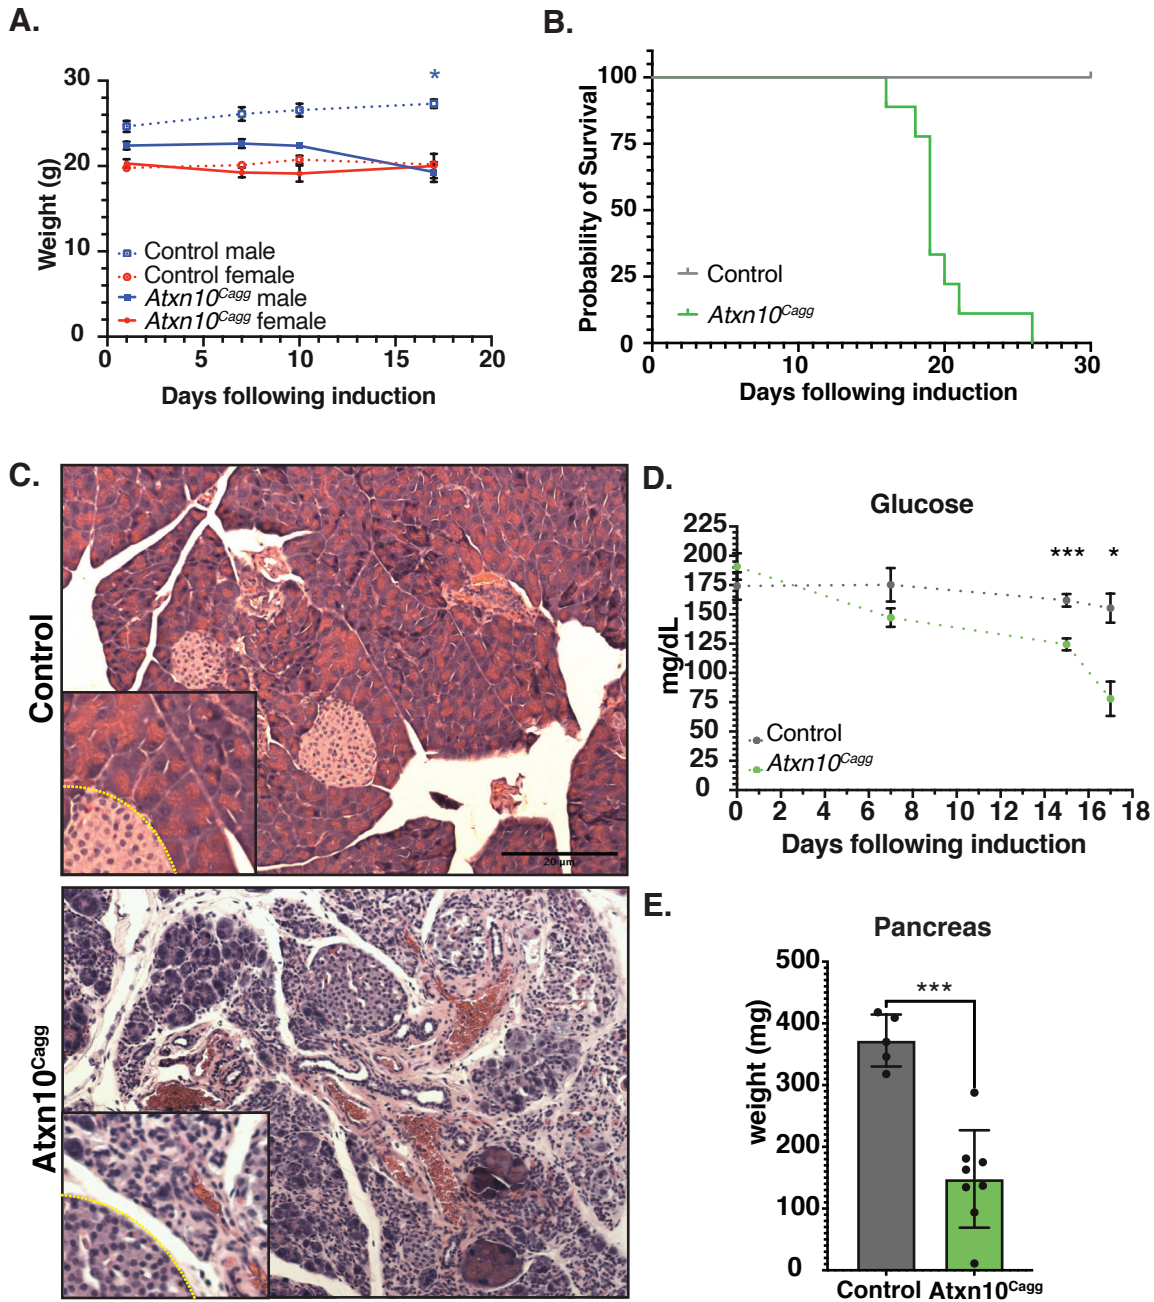 A.
30
20
10
0
Weight (g)
*
Control male
Control female
Atxn10Cagg male
Atxn10Cagg female
0 5 10 15 20
Days following induction
B.
100
75
50
25
0
Probability of Survival
Control
Atxn10Cagg
0 10 20 30
Days following induction
C.
Control
20 µm
Atxn10Cagg
D.
Glucose
225
200
175
150
125
100
75
50
25
0
mg/dL
*** *
Control
Atxn10Cagg
0 2 4 6 8 10 12 14 16 18
Days following induction
E.
Pancreas
500
400
300
200
100
0
weight (mg)
***
Control Atxn10Cagg